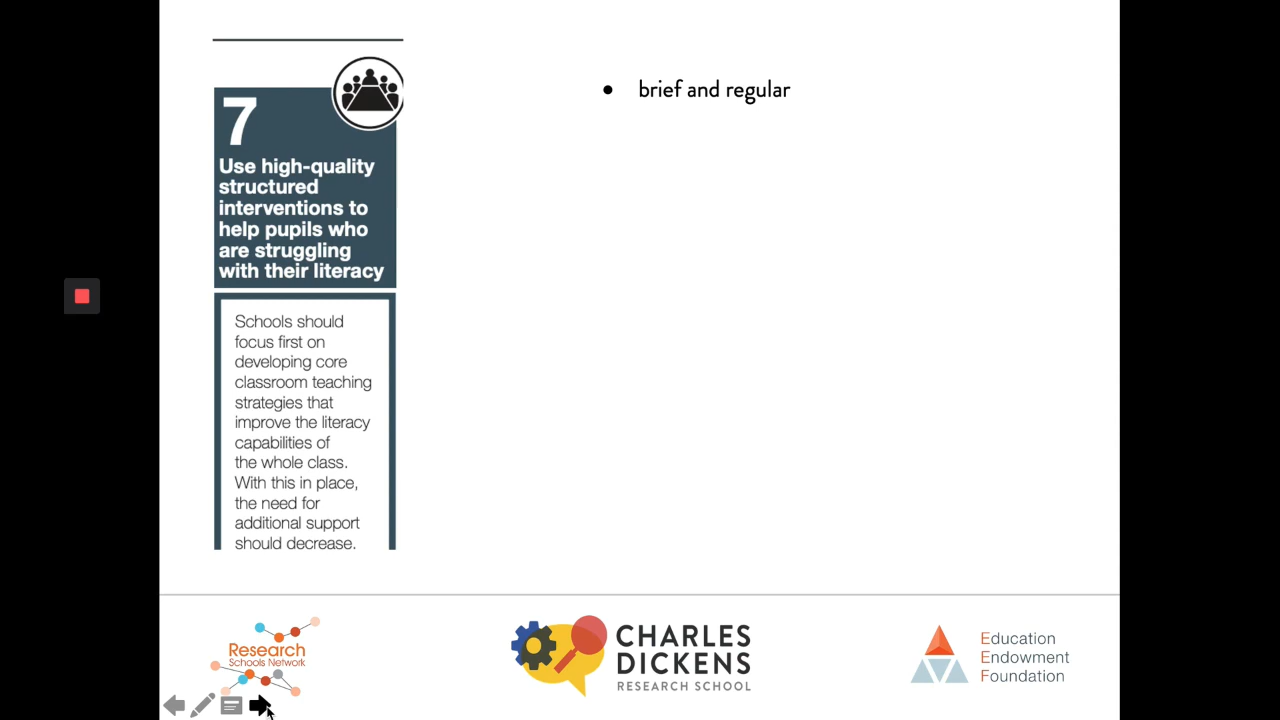 7
Use high-quality
structured
interventions to
help pupils who
are struggling
with their literacy
Schools should
focus first on
developing core
classroom teaching
strategies that
improve the literacy
capabilities of
the whole class.
With this in place,
the need for
additional support
should decrease.
● brief and regular
Research
Schools Network
CHARLES
DICKENS
RESEARCH SCHOOL
Education
Endowment
Foundation